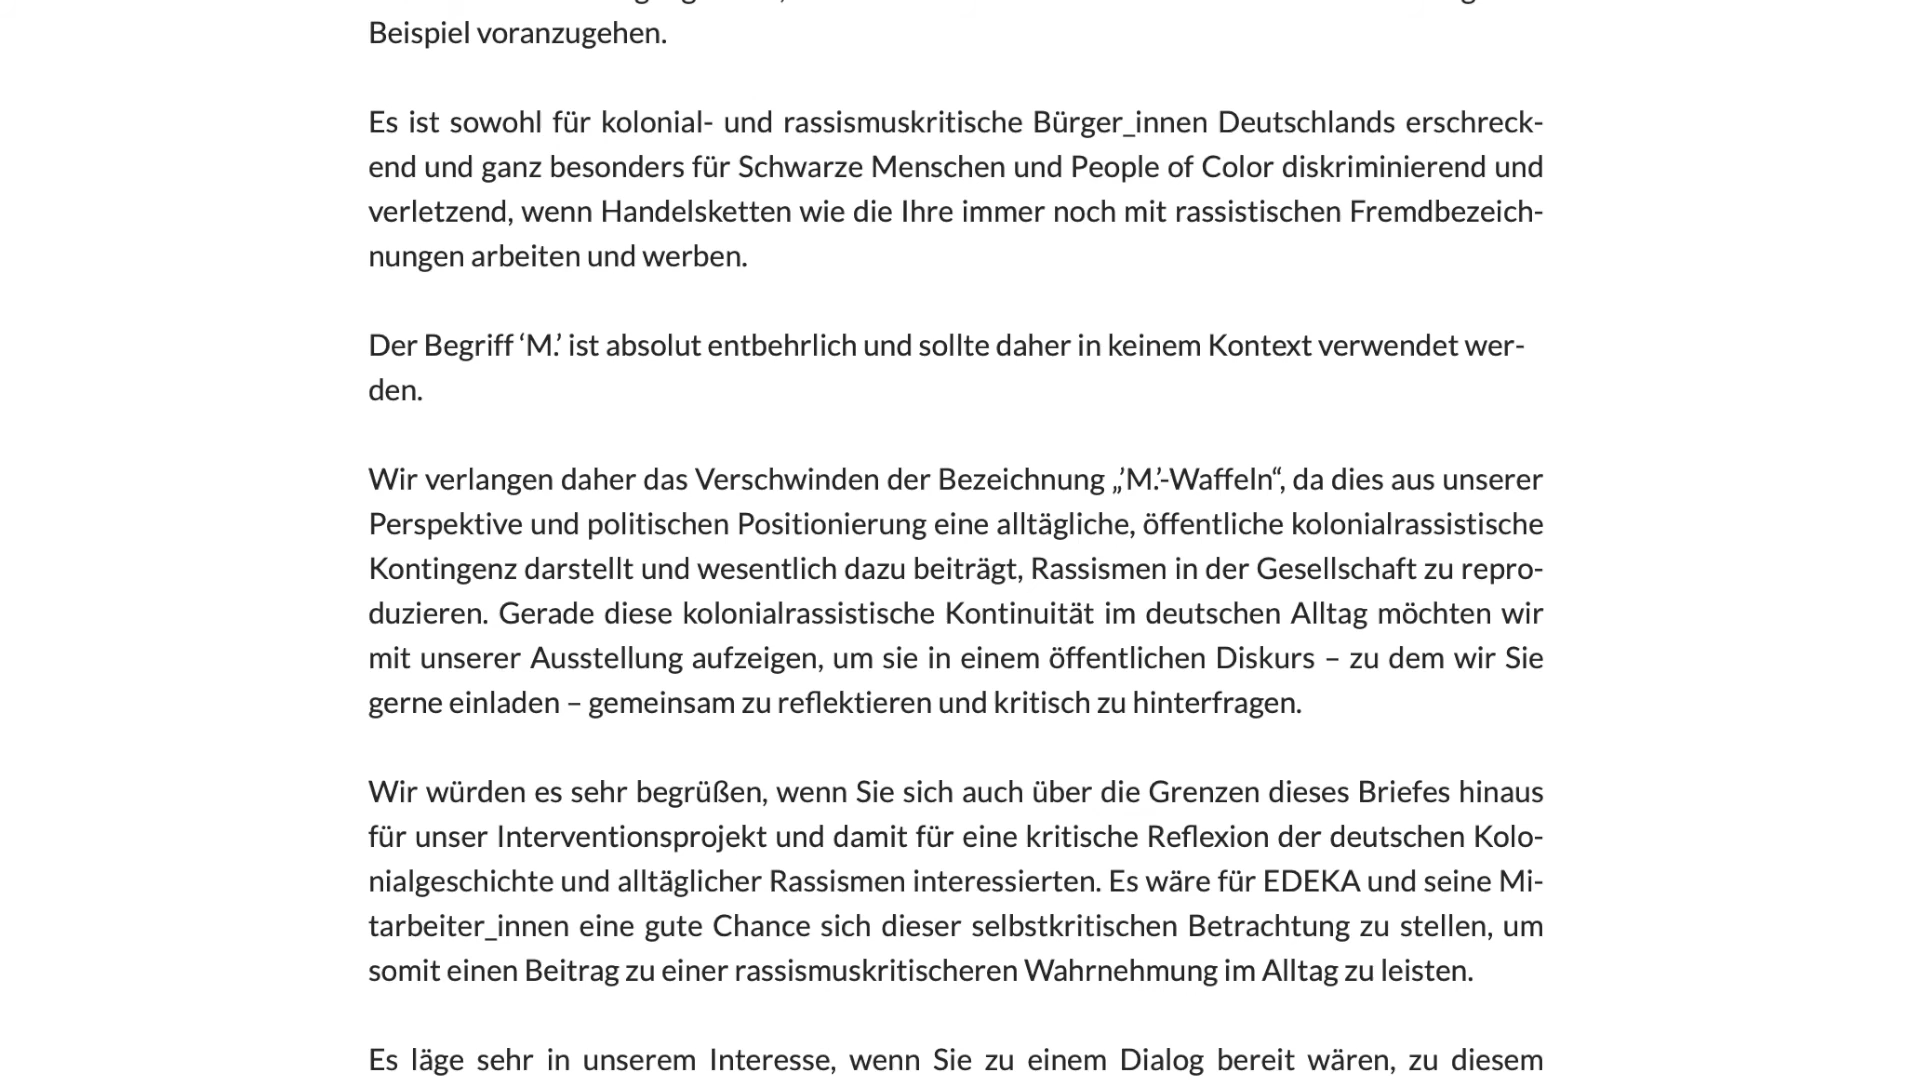 Beispiel voranzugehen.
Es ist sowohl für kolonial- und rassismuskritische Bürger_innen Deutschlands erschreck-
end und ganz besonders für Schwarze Menschen und People of Color diskriminierend und
verletzend, wenn Handelsketten wie die Ihre immer noch mit rassistischen Fremdbezeich-
nungen arbeiten und werben.
Der Begriff ‘M.’ ist absolut entbehrlich und sollte daher in keinem Kontext verwendet wer-
den.
Wir verlangen daher das Verschwinden der Bezeichnung „’M.’-Waffeln“, da dies aus unserer
Perspektive und politischen Positionierung eine alltägliche, öffentliche kolonialrassistische
Kontingenz darstellt und wesentlich dazu beiträgt, Rassismen in der Gesellschaft zu repro-
duzieren. Gerade diese kolonialrassistische Kontinuität im deutschen Alltag möchten wir
mit unserer Ausstellung aufzeigen, um sie in einem öffentlichen Diskurs – zu dem wir Sie
gerne einladen – gemeinsam zu reflektieren und kritisch zu hinterfragen.
Wir würden es sehr begrüßen, wenn Sie sich auch über die Grenzen dieses Briefes hinaus
für unser Interventionsprojekt und damit für eine kritische Reflexion der deutschen Kolo-
nialgeschichte und alltäglicher Rassismen interessierten. Es wäre für EDEKA und seine Mi-
tarbeiter_innen eine gute Chance sich dieser selbstkritischen Betrachtung zu stellen, um
somit einen Beitrag zu einer rassismuskritischeren Wahrnehmung im Alltag zu leisten.
Es läge sehr in unserem Interesse, wenn Sie zu einem Dialog bereit wären, zu diesem